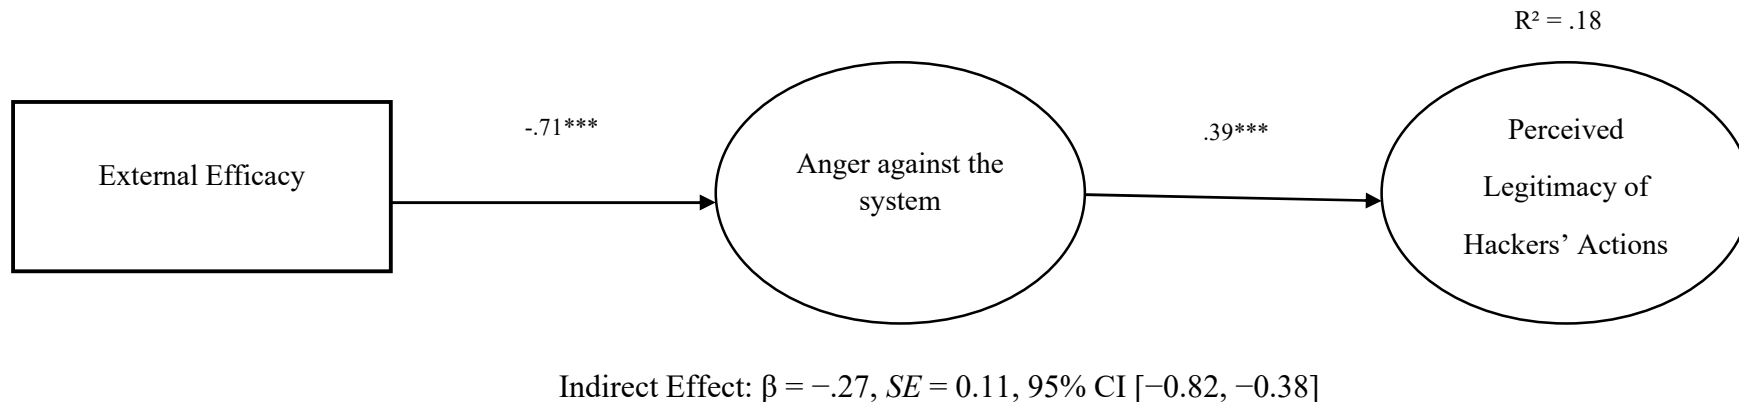 R² = .18
External Efficacy
-.71***
Anger against the
system
.39***
Perceived
Legitimacy of
Hackers’ Actions
Indirect Effect: β = −.27, SE = 0.11, 95% CI [−0.82, −0.38]